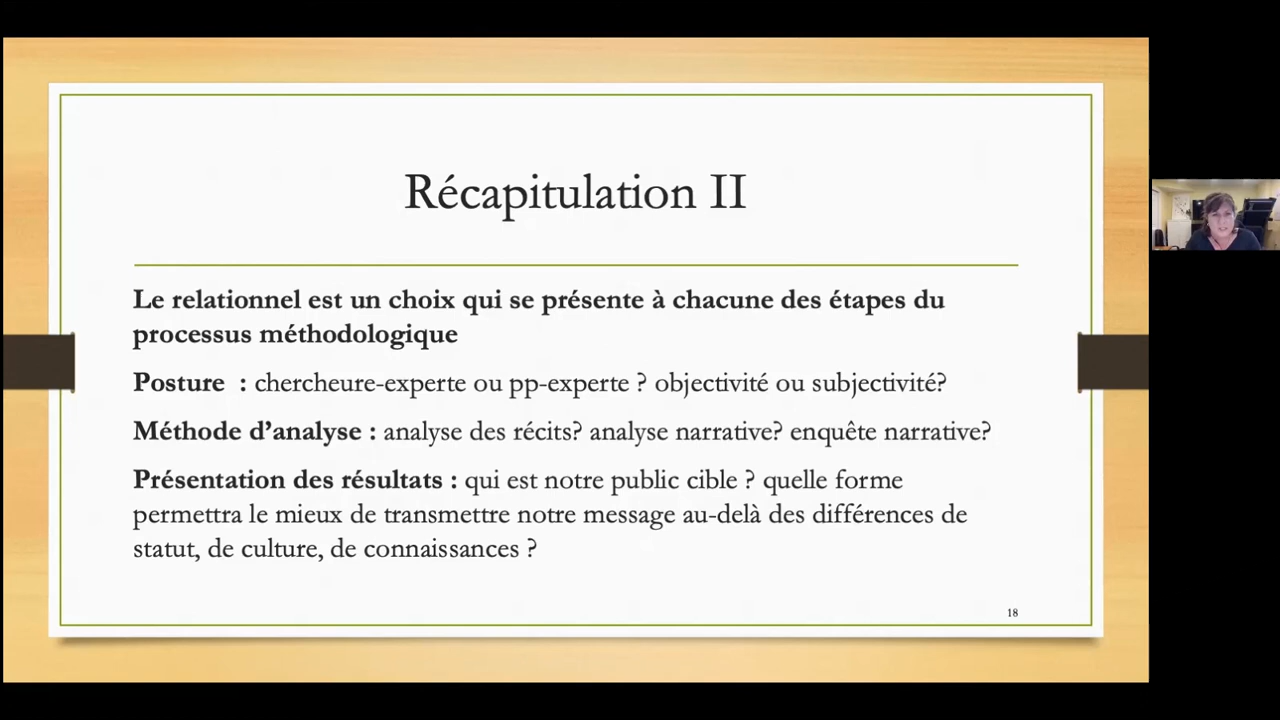 Récapitulation II
Le relationnel est un choix qui se présente à chacune des étapes du
processus méthodologique
Posture  : chercheure-experte ou pp-experte ? objectivité ou subjectivité?
Méthode d’analyse : analyse des récits? analyse narrative? enquête narrative?
Présentation des résultats : qui est notre public cible ? quelle forme
permettra le mieux de transmettre notre message au-delà des différences de
statut, de culture, de connaissances ?
18